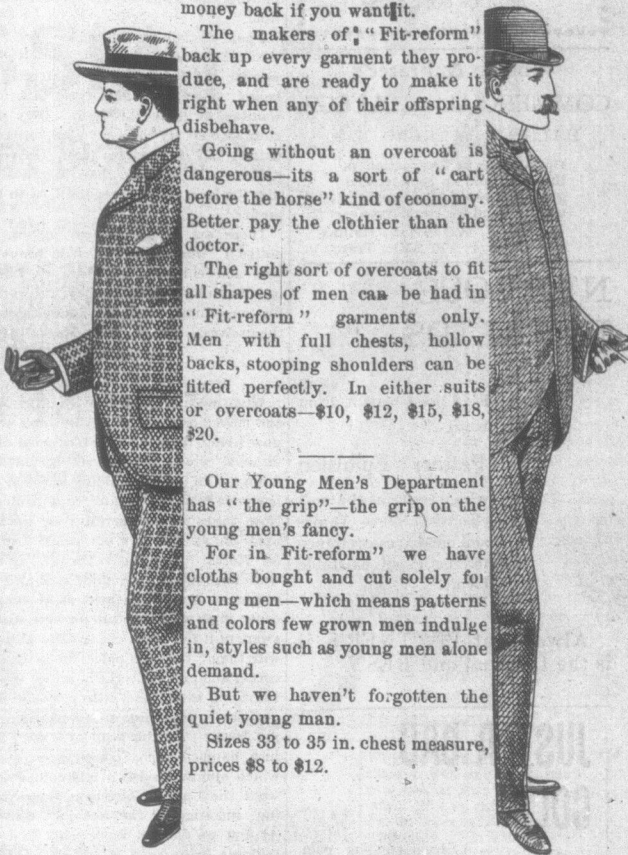 money back if you want it.
The makers of "Fit-reform"
back up every garment they pro-
duce, and are ready to make it
right when any of their offspring
disbehave.
Going without an overcoat is
dangerous—its a sort of "cart
before the horse" kind of economy.
Better pay the clothier than the
doctor.
The right sort of overcoats to fit
all shapes of men can be had in
"Fit-reform" garments only.
Men with full chests, hollow
backs, stooping shoulders can be
fitted perfectly. In either suits
or overcoats—$10, $12, $15, $18,
$20.
Our Young Men's Department
has "the grip"—the grip on the
young men's fancy.
For in Fit-reform" we have
cloths bought and cut solely for
young men—which means patterns
and colors few grown men indulge
in, styles such as young men alone
demand.
But we haven't forgotten the
quiet young man.
Sizes 33 to 35 in. chest measure,
prices $8 to $12.